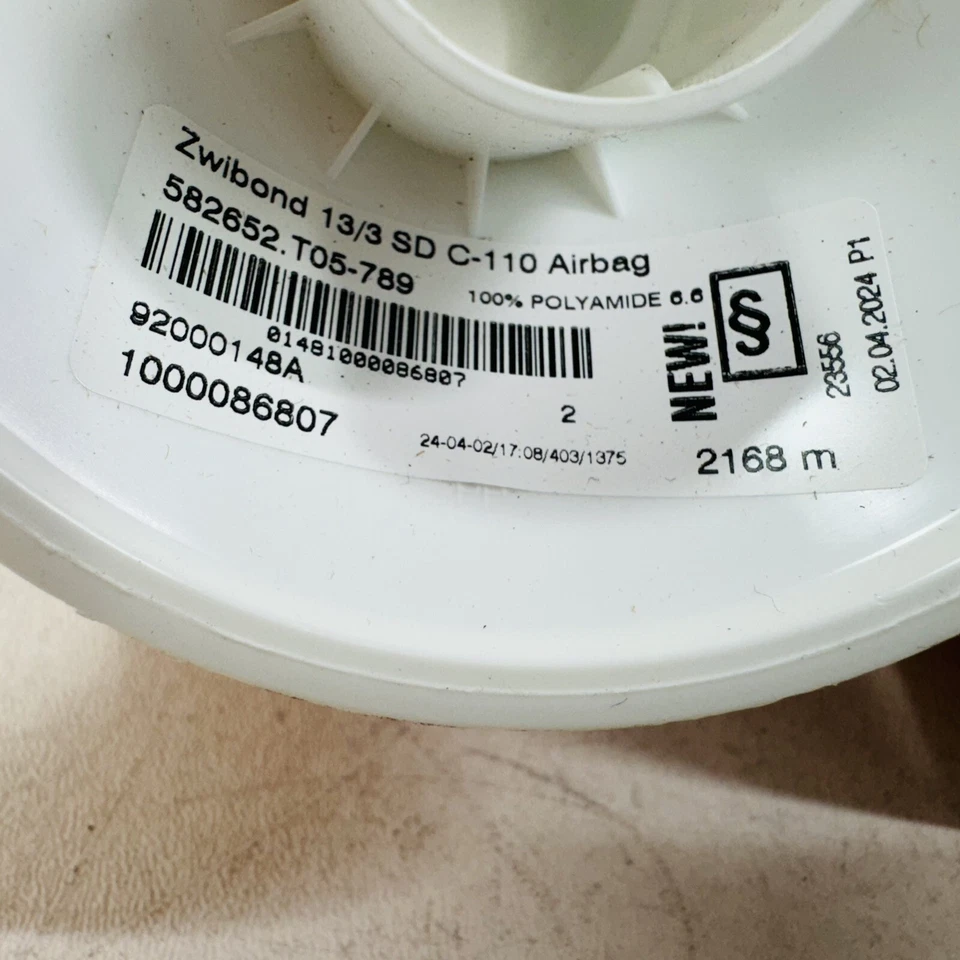 Zwibond 13/3 SD C-110 Airbag
582652.T05-789
100% POLYAMIDE 6.6
01481000086807
92000148A
1000086807
2
24-04-02/17:08/403/1375
NEW!
§
2168 m
23556
02.04.2024 P1